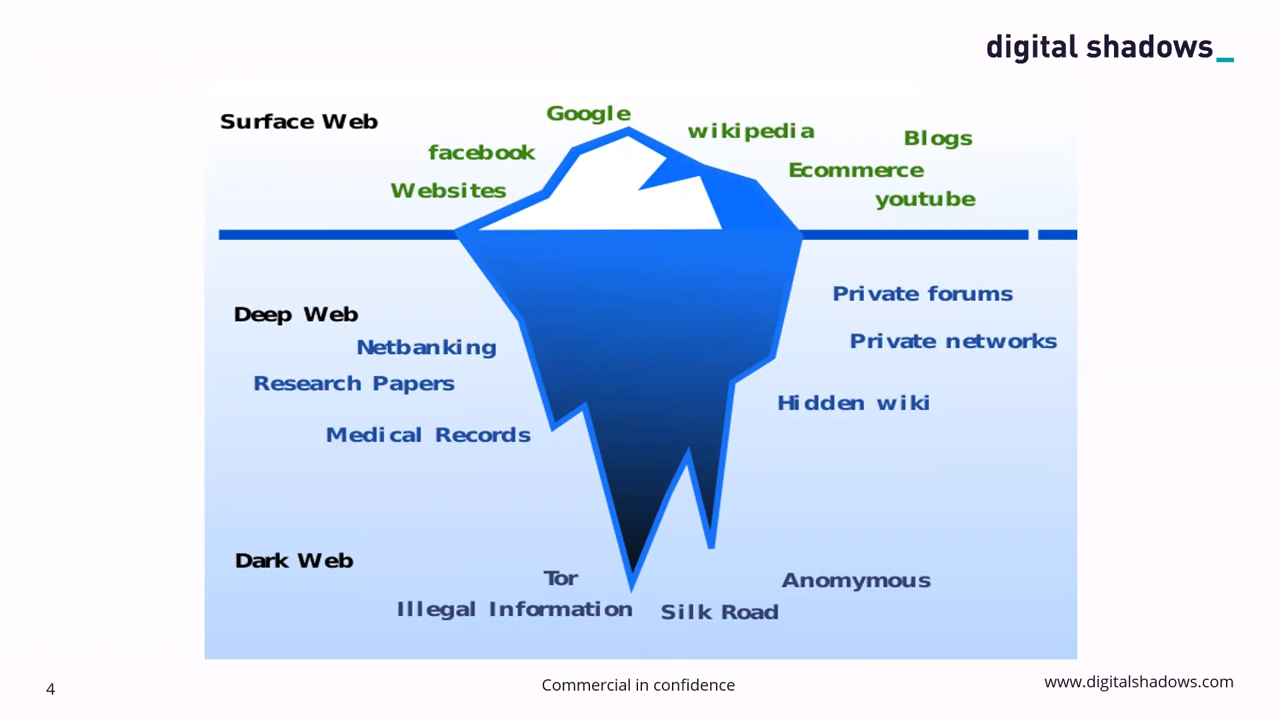 digital shadows_
Surface Web
Google
wikipedia
Blogs
facebook
Ecommerce
Websites
youtube
Private forums
Deep Web
Netbanking
Private networks
Research Papers
Hidden wiki
Medical Records
Dark Web
Tor
Anomymous
Illegal Information
Silk Road
4
Commercial in confidence
www.digitalshadows.com